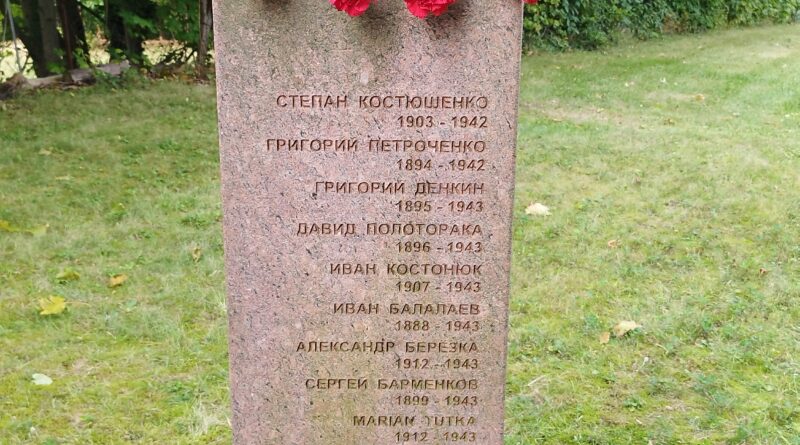 СТЕПАН КОСТЮШЕНКО
1903 - 1942
ГРИГОРИЙ ПЕТРОЧЕНКО
1894 - 1942
ГРИГОРИЙ ДЕНКИН
1895 - 1943
ДАВИД ПОЛОТОРАКА
1896 - 1943
ИВАН КОСТОНЮК
1907 - 1943
ИВАН БАЛАЛАЕВ
1888 - 1943
АЛЕКСАНДР БЕРЕЗКА
1912 - 1943
СЕРГЕЙ БАРМЕНКОВ
1899 - 1943
MARIAN TUTKA
1912 - 1943